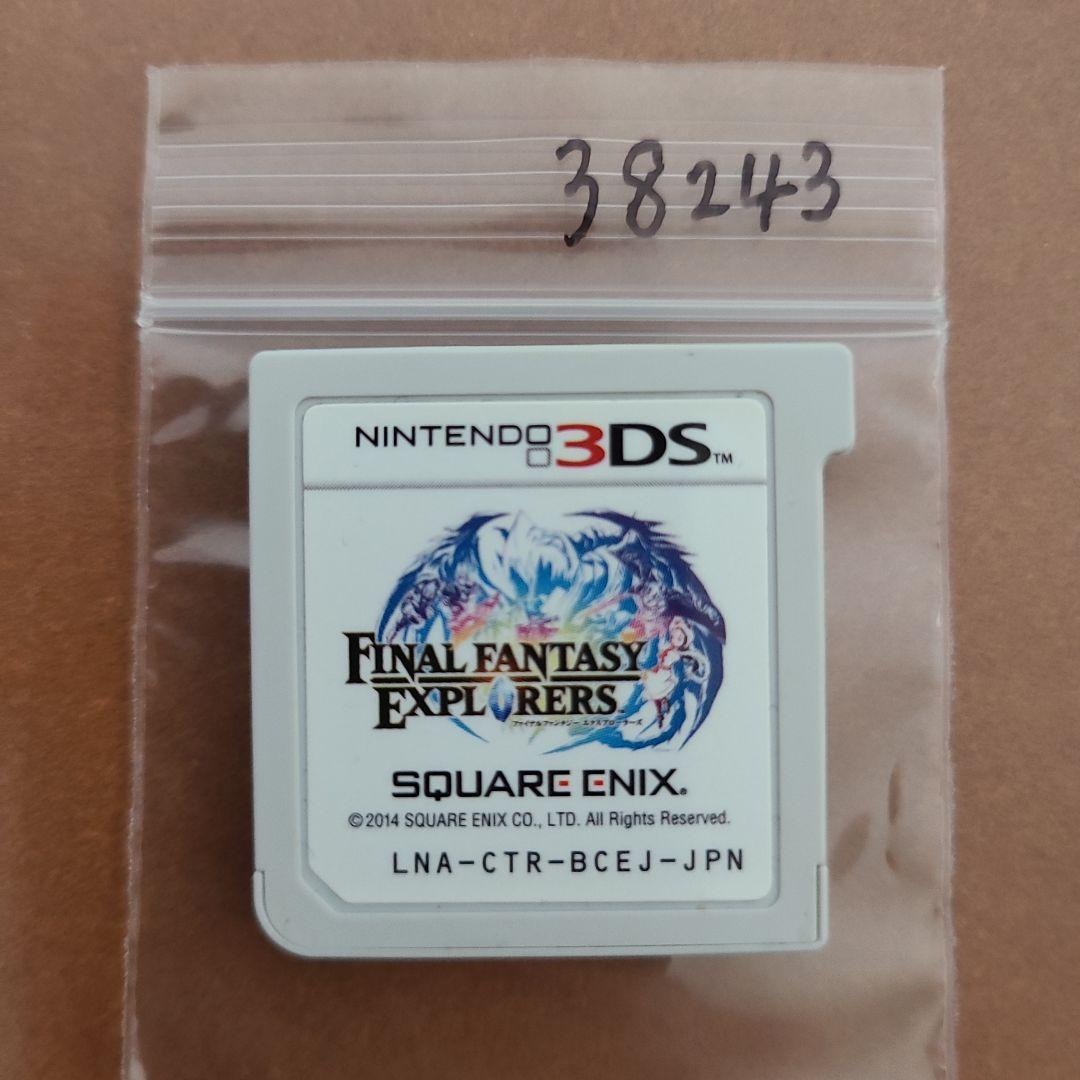 38243
NINTENDO 3DS™
FINAL FANTASY
EXPLORERS™
ファイナルファンタジー エクスプローラーズ
SQUARE ENIX®
©2014 SQUARE ENIX CO., LTD. All Rights Reserved.
LNA-CTR-BCEJ-JPN